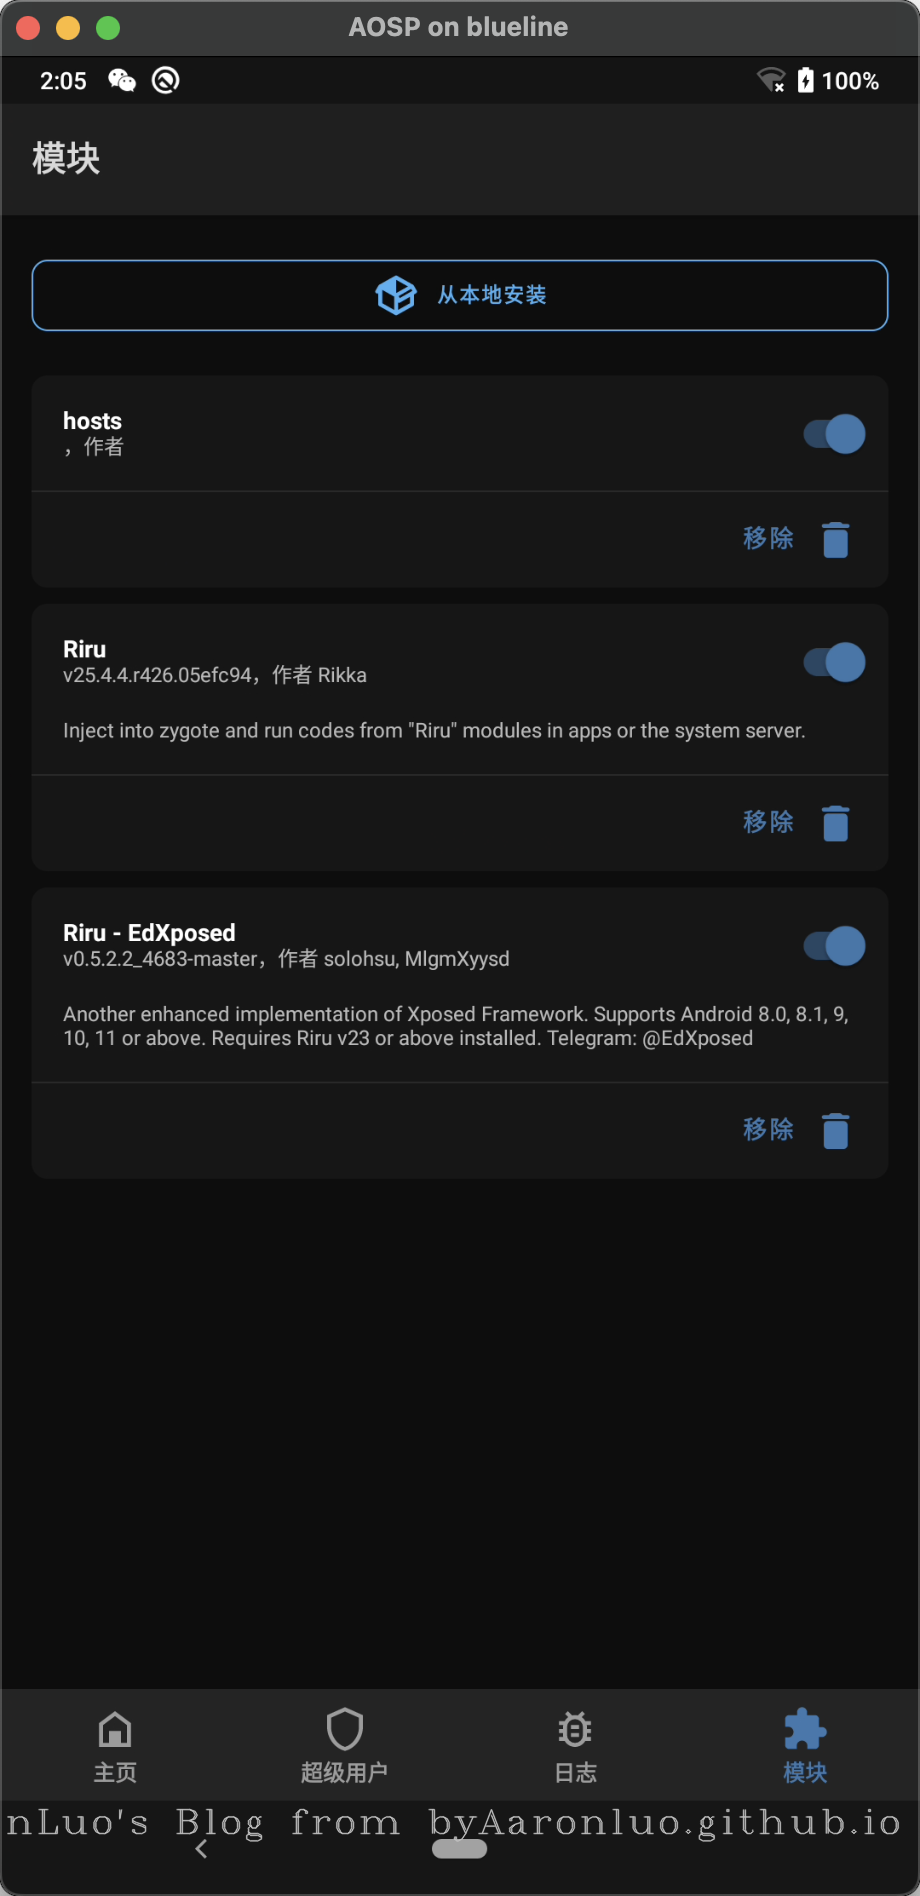 AOSP on blueline
2:05
100%
模块
从本地安装
hosts
，作者
移除
Riru
v25.4.4.r426.05efc94，作者 Rikka
Inject into zygote and run codes from "Riru" modules in apps or the system server.
移除
Riru - EdXposed
v0.5.2.2_4683-master，作者 solohsu, MlgmXyysd
Another enhanced implementation of Xposed Framework. Supports Android 8.0, 8.1, 9,
10, 11 or above. Requires Riru v23 or above installed. Telegram: @EdXposed
移除
主页
超级用户
日志
模块
nLuo's Blog from byAaronluo.github.io